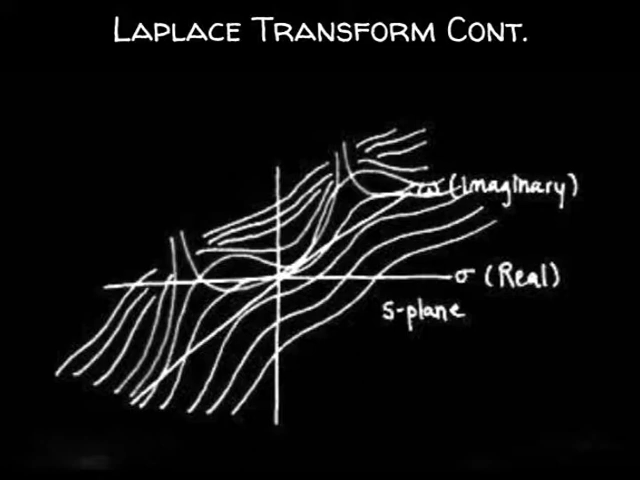 Laplace Transform Cont.
ω (imaginary)
σ (Real)
s-plane